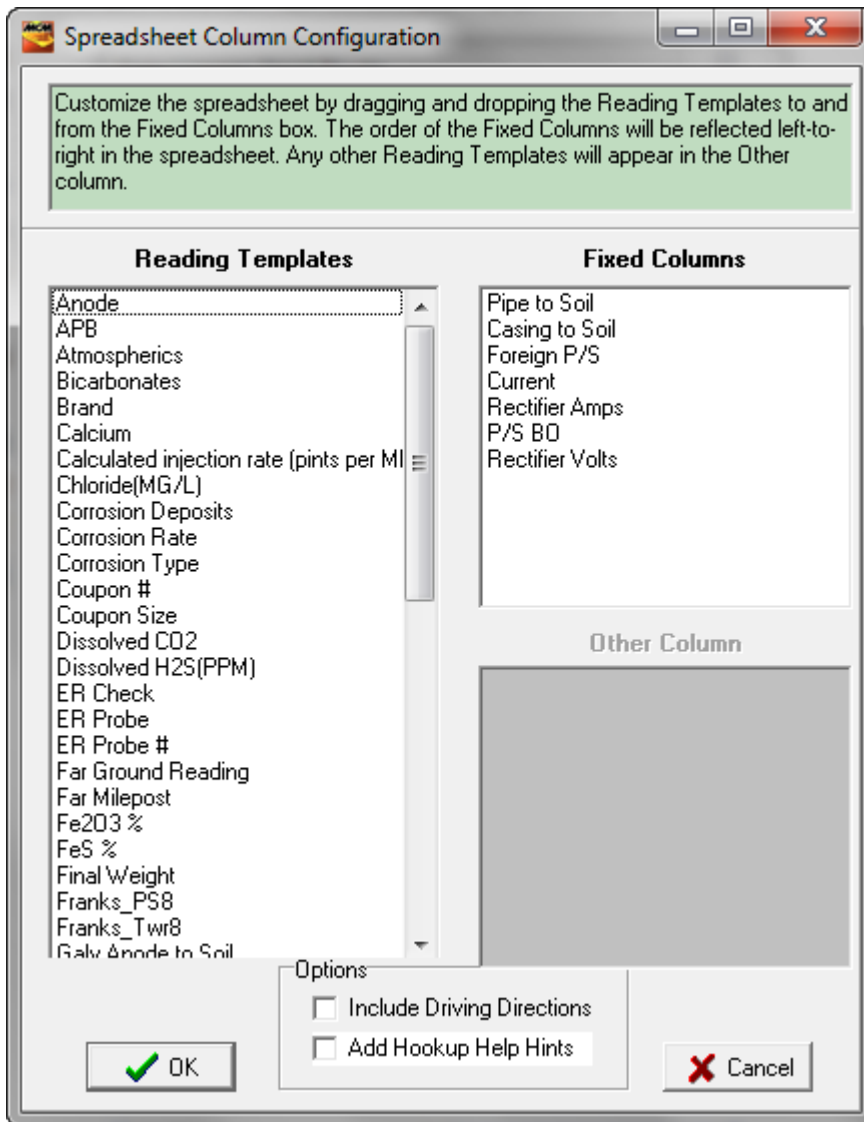 MCM
Spreadsheet Column Configuration
Customize the spreadsheet by dragging and dropping the Reading Templates to and
from the Fixed Columns box. The order of the Fixed Columns will be reflected left-to-
right in the spreadsheet. Any other Reading Templates will appear in the Other
column.
Reading Templates
Anode
APB
Atmospherics
Bicarbonates
Brand
Calcium
Calculated injection rate (pints per MI
Chloride(MG/L)
Corrosion Deposits
Corrosion Rate
Corrosion Type
Coupon #
Coupon Size
Dissolved CO2
Dissolved H2S(PPM)
ER Check
ER Probe
ER Probe #
Far Ground Reading
Far Milepost
Fe2O3 %
FeS %
Final Weight
Franks_PS8
Franks_Twr8
Galv Anode to Soil
Fixed Columns
Pipe to Soil
Casing to Soil
Foreign P/S
Current
Rectifier Amps
P/S BO
Rectifier Volts
Other Column
Options
Include Driving Directions
Add Hookup Help Hints
OK
Cancel